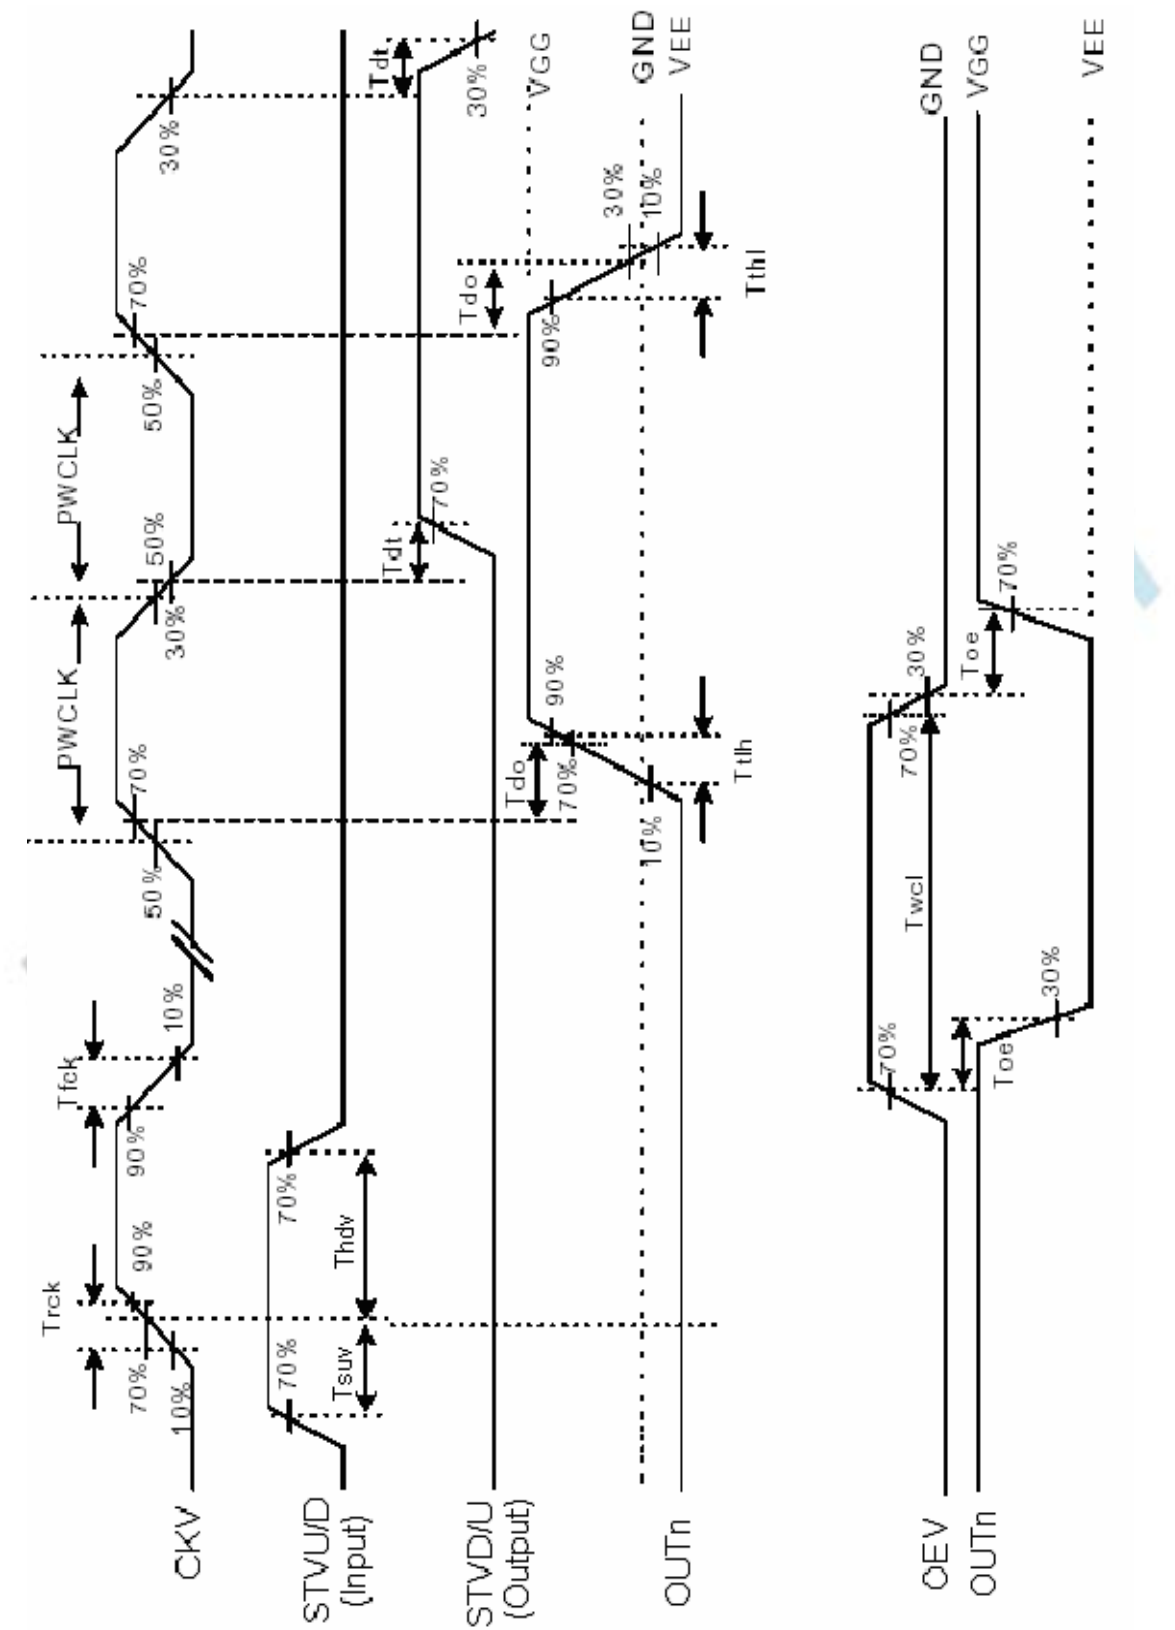 CKV
Trck
70%
10%
90%
Tfck
90%
10%
50%
70%
PWCLK
30%
50%
PWCLK
50%
70%
30%
STVU/D
(Input)
70%
Tsuv
Thdv
70%
STVD/U
(Output)
Tdt
70%
Tdt
30%
OUTn
10%
Tdo
70%
90%
Ttlh
90%
Tdo
30%
10%
Tthl
VGG
GND
VEE
OEV
70%
Twcl
70%
30%
GND
OUTn
Toe
30%
Toe
70%
VGG
VEE